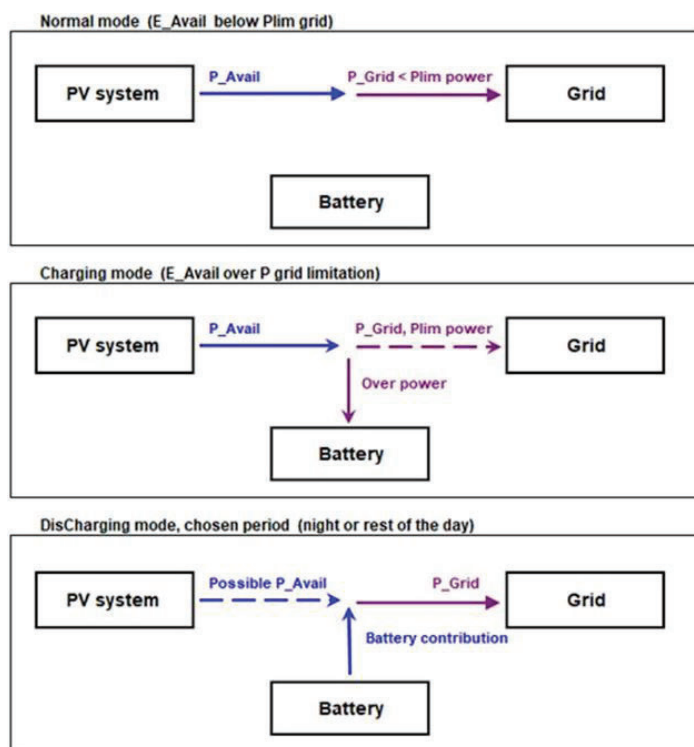 Normal mode (E_Avail below Plim grid)
PV system
P_Avail
P_Grid < Plim power
Grid
Battery
Charging mode (E_Avail over P grid limitation)
PV system
P_Avail
P_Grid, Plim power
Grid
Over power
Battery
DisCharging mode, chosen period (night or rest of the day)
PV system
Possible P_Avail
P_Grid
Grid
Battery contribution
Battery